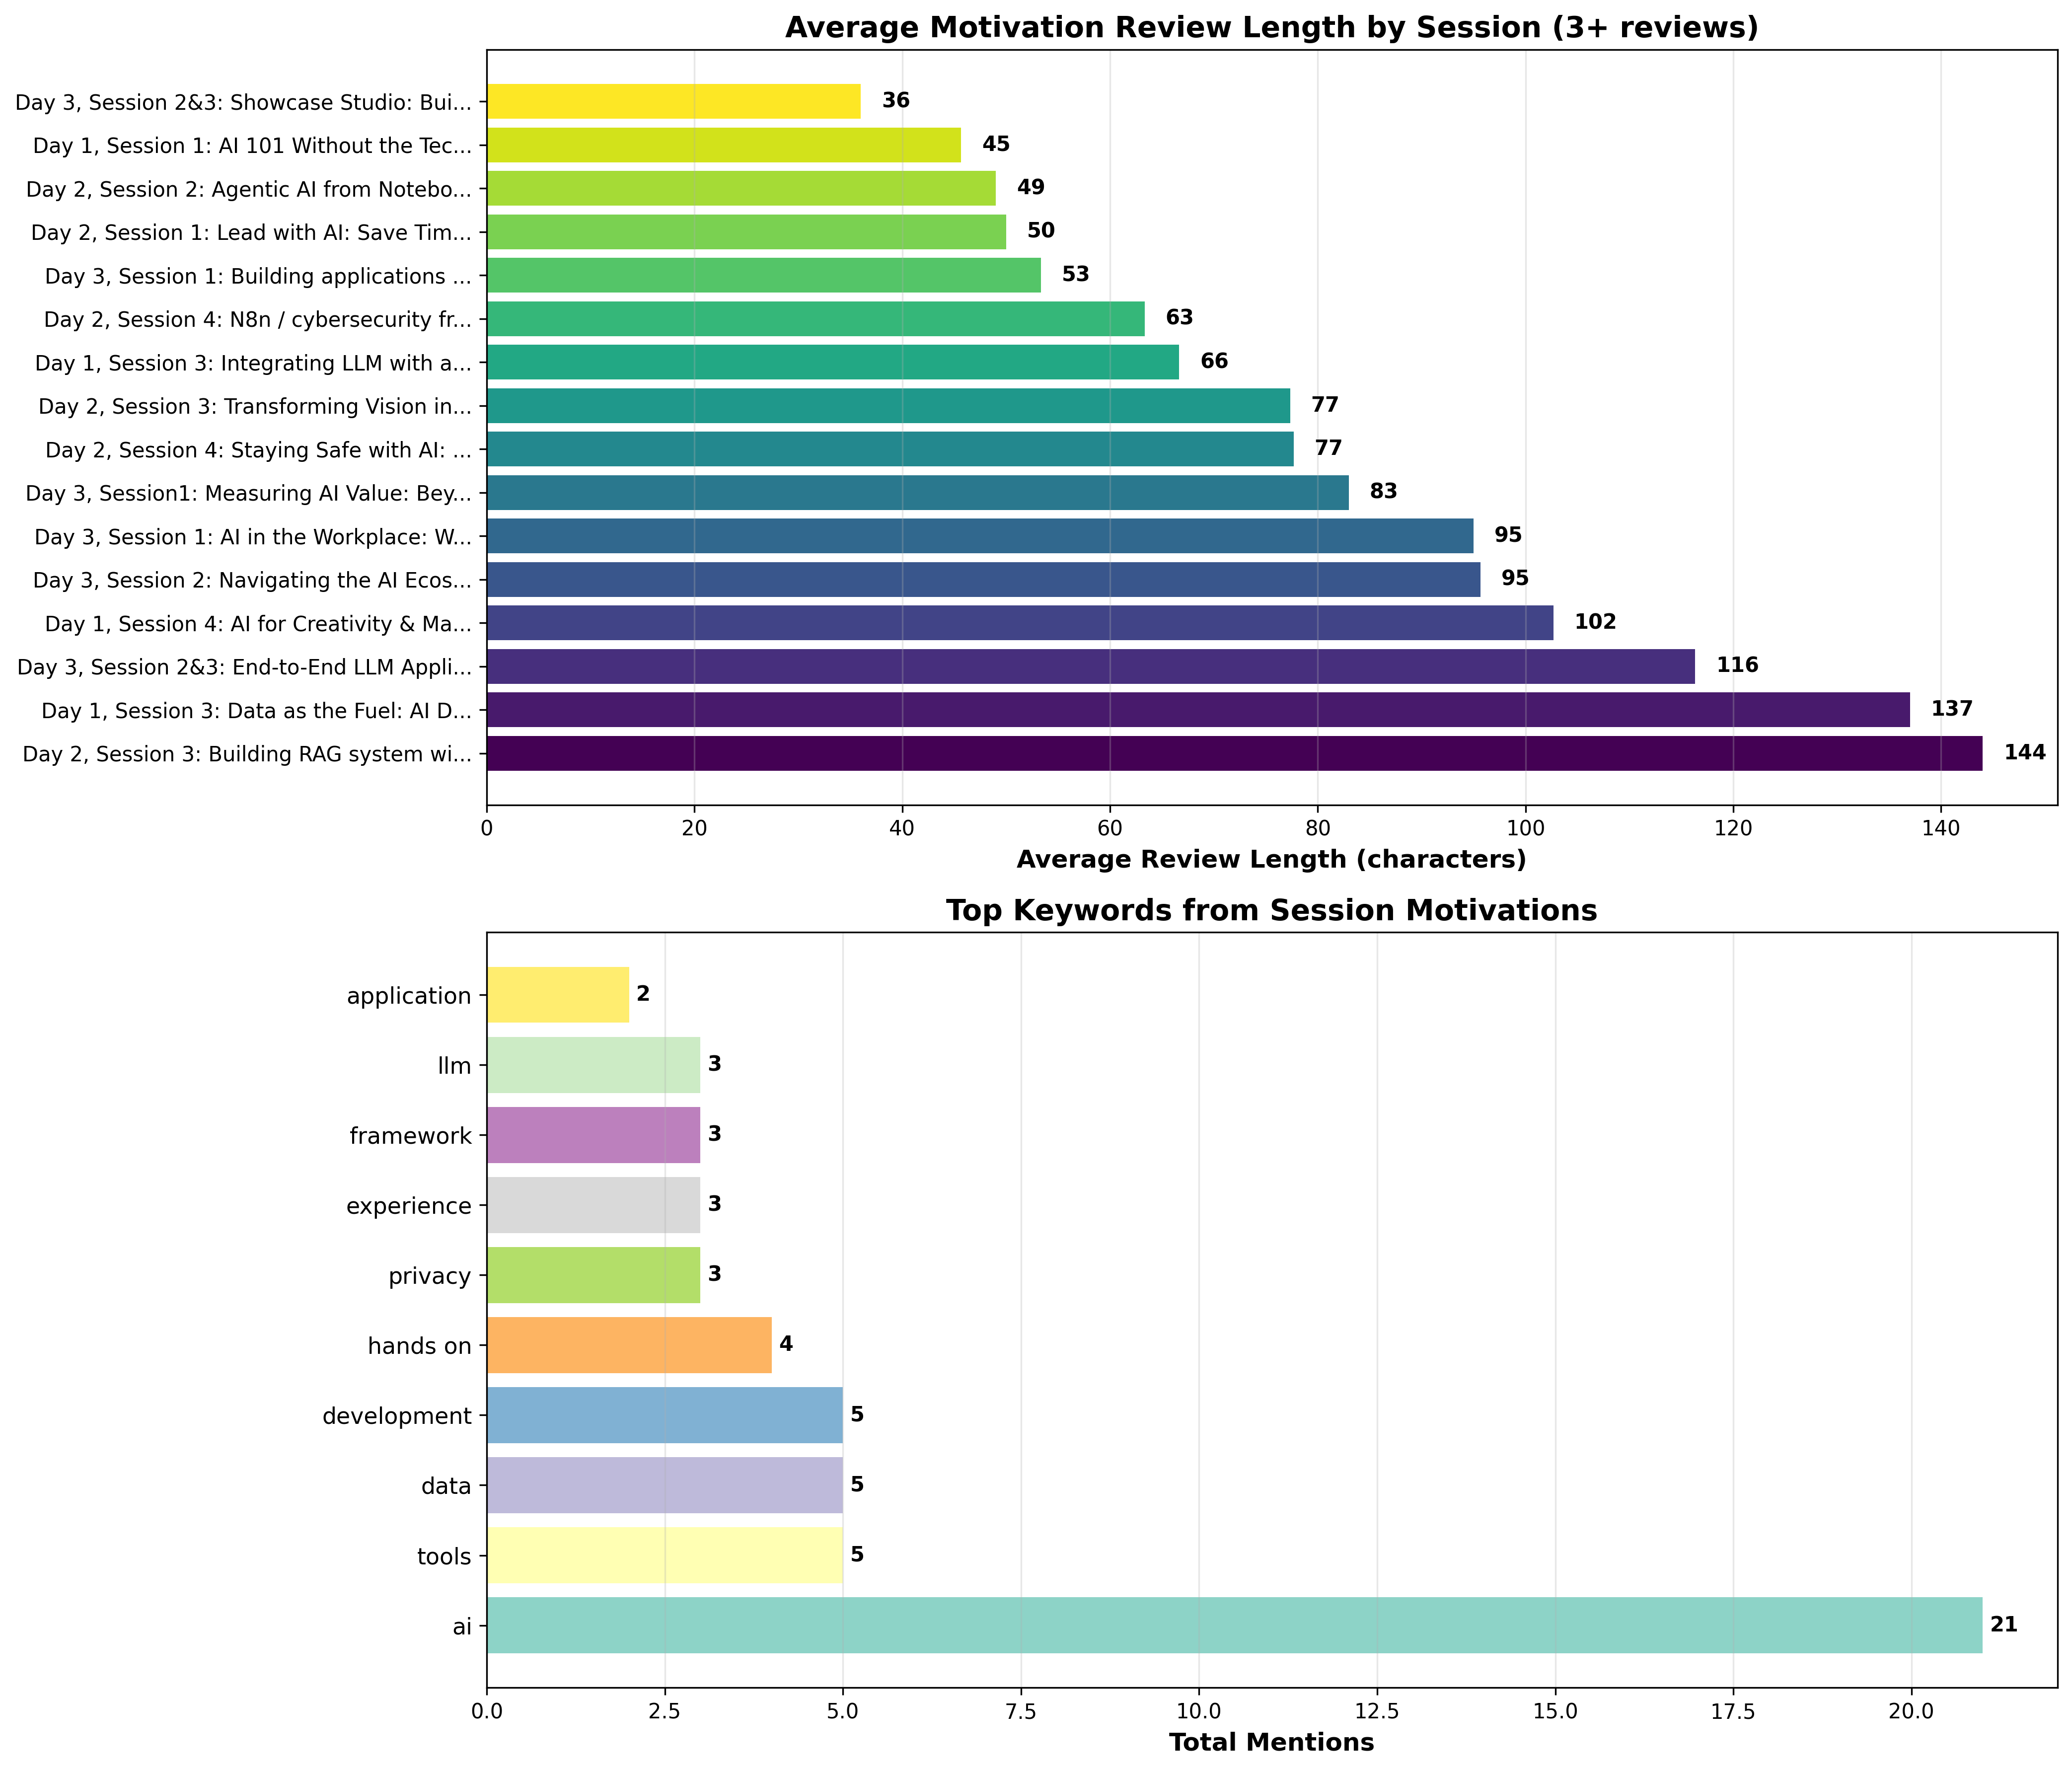 Average Motivation Review Length by Session (3+ reviews)
Day 3, Session 2&3: Showcase Studio: Bui... 36
Day 1, Session 1: AI 101 Without the Tec... 45
Day 2, Session 2: Agentic AI from Notebo... 49
Day 2, Session 1: Lead with AI: Save Tim... 50
Day 3, Session 1: Building applications ... 53
Day 2, Session 4: N8n / cybersecurity fr... 63
Day 1, Session 3: Integrating LLM with a... 66
Day 2, Session 3: Transforming Vision in... 77
Day 2, Session 4: Staying Safe with AI: ... 77
Day 3, Session1: Measuring AI Value: Bey... 83
Day 3, Session 1: AI in the Workplace: W... 95
Day 3, Session 2: Navigating the AI Ecos... 95
Day 1, Session 4: AI for Creativity & Ma... 102
Day 3, Session 2&3: End-to-End LLM Appli... 116
Day 1, Session 3: Data as the Fuel: AI D... 137
Day 2, Session 3: Building RAG system wi... 144
0 20 40 60 80 100 120 140
Average Review Length (characters)
Top Keywords from Session Motivations
application 2
llm 3
framework 3
experience 3
privacy 3
hands on 4
development 5
data 5
tools 5
ai 21
0.0 2.5 5.0 7.5 10.0 12.5 15.0 17.5 20.0
Total Mentions